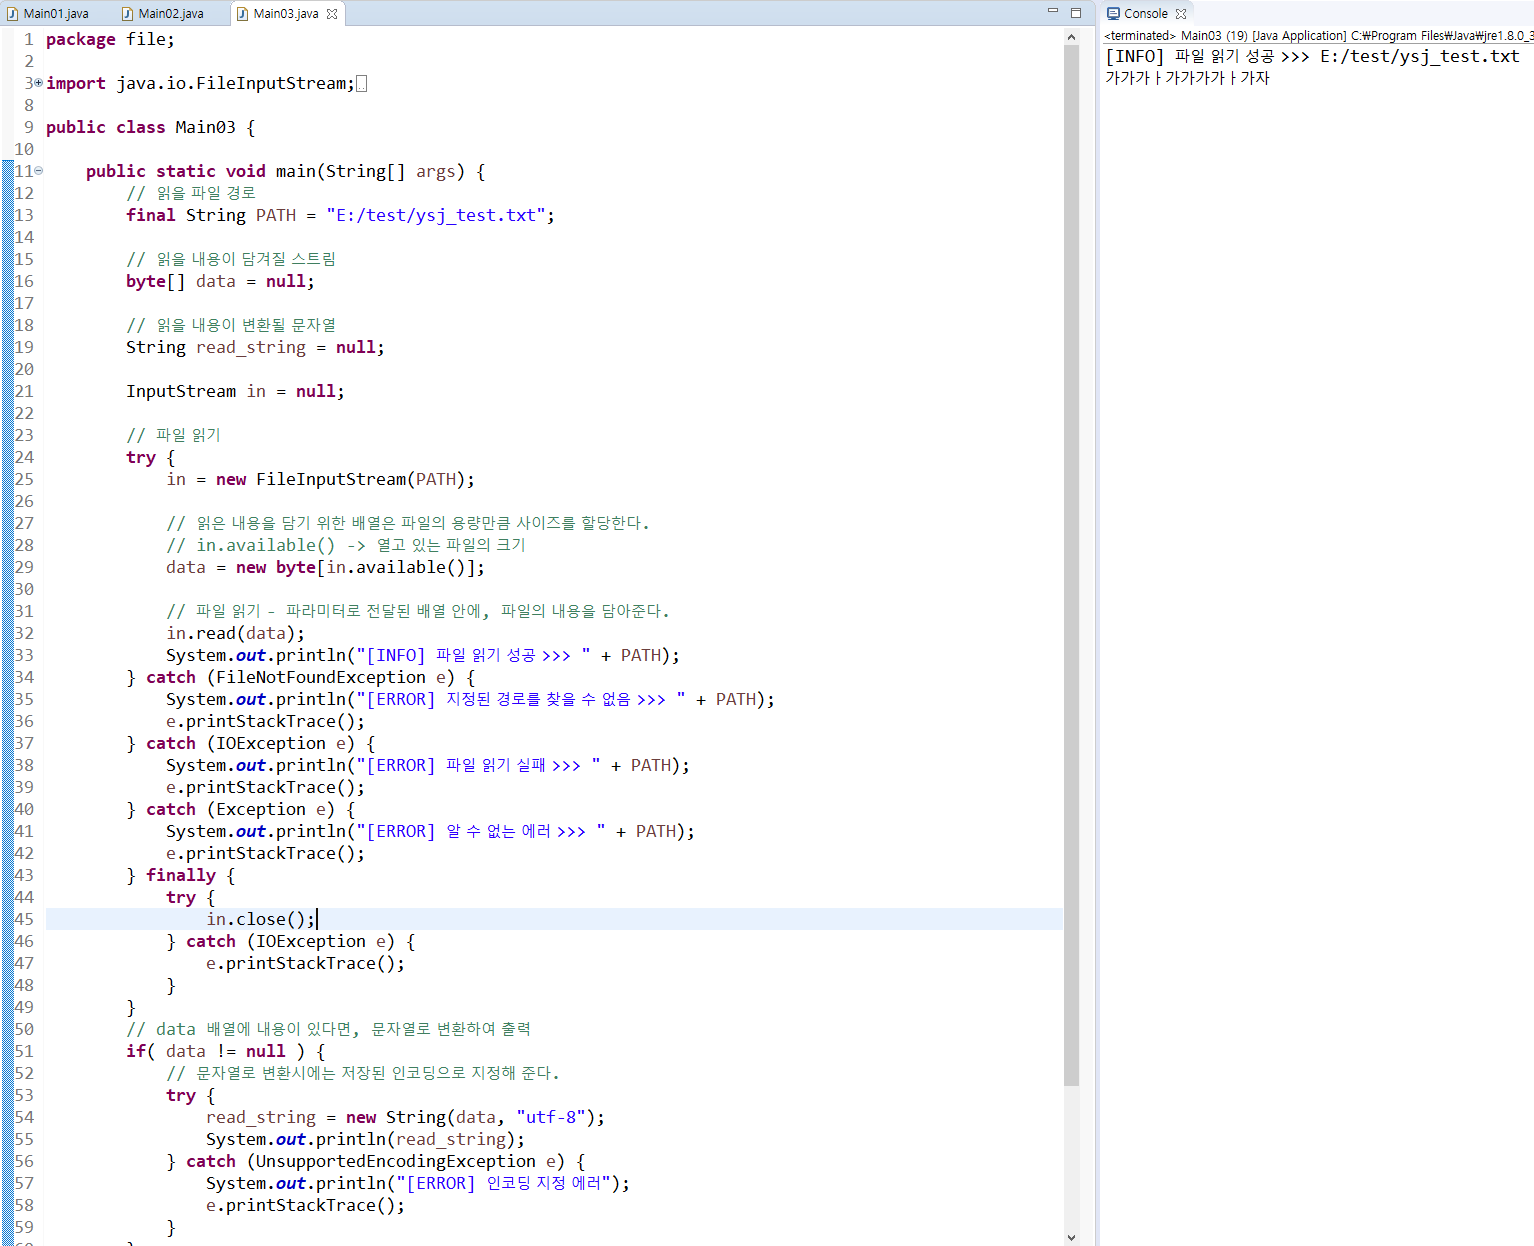 Main01.java Main02.java Main03.java
1 package file;
2
3 import java.io.FileInputStream;
8
9 public class Main03 {
10
11     public static void main(String[] args) {
12         // 읽을 파일 경로
13         final String PATH = "E:/test/ysj_test.txt";
14
15         // 읽을 내용이 담겨질 스트림
16         byte[] data = null;
17
18         // 읽을 내용이 변환될 문자열
19         String read_string = null;
20
21         InputStream in = null;
22
23         // 파일 읽기
24         try {
25             in = new FileInputStream(PATH);
26
27             // 읽은 내용을 담기 위한 배열은 파일의 용량만큼 사이즈를 할당한다.
28             // in.available() -> 열고 있는 파일의 크기
29             data = new byte[in.available()];
30
31             // 파일 읽기 - 파라미터로 전달된 배열 안에, 파일의 내용을 담아준다.
32             in.read(data);
33             System.out.println("[INFO] 파일 읽기 성공 >>> " + PATH);
34         } catch (FileNotFoundException e) {
35             System.out.println("[ERROR] 지정된 경로를 찾을 수 없음 >>> " + PATH);
36             e.printStackTrace();
37         } catch (IOException e) {
38             System.out.println("[ERROR] 파일 읽기 실패 >>> " + PATH);
39             e.printStackTrace();
40         } catch (Exception e) {
41             System.out.println("[ERROR] 알 수 없는 에러 >>> " + PATH);
42             e.printStackTrace();
43         } finally {
44             try {
45                 in.close();
46             } catch (IOException e) {
47                 e.printStackTrace();
48             }
49         }
50         // data 배열에 내용이 있다면, 문자열로 변환하여 출력
51         if( data != null ) {
52             // 문자열로 변환시에는 저장된 인코딩으로 지정해 준다.
53             try {
54                 read_string = new String(data, "utf-8");
55                 System.out.println(read_string);
56             } catch (UnsupportedEncodingException e) {
57                 System.out.println("[ERROR] 인코딩 지정 에러");
58                 e.printStackTrace();
59             }
Console
<terminated> Main03 (19) [Java Application] C:₩Program Files₩Java₩jre1.8.0_3
[INFO] 파일 읽기 성공 >>> E:/test/ysj_test.txt
가가가ㅏ가가가가ㅏ가자